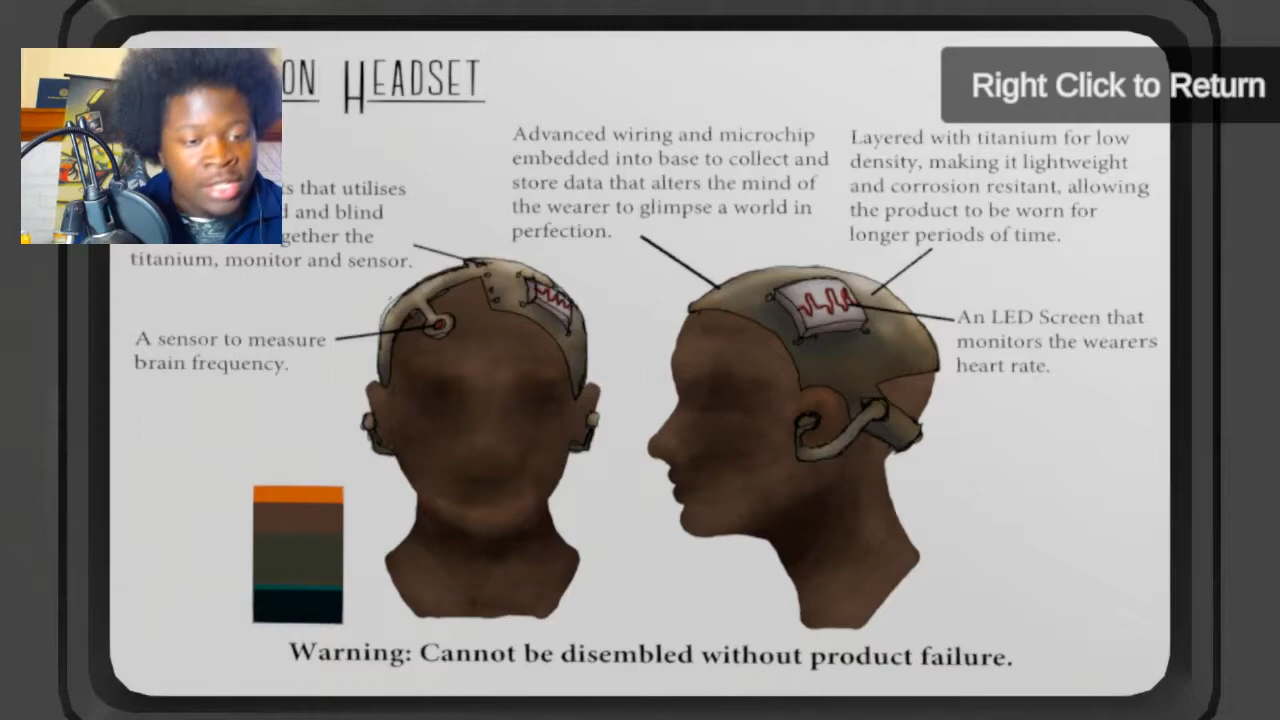 ON HEADSET
Right Click to Return
that utilises
and blind
together the
titanium, monitor and sensor.
Advanced wiring and microchip
embedded into base to collect and
store data that alters the mind of
the wearer to glimpse a world in
perfection.
Layered with titanium for low
density, making it lightweight
and corrosion resitant, allowing
the product to be worn for
longer periods of time.
A sensor to measure
brain frequency.
An LED Screen that
monitors the wearers
heart rate.
Warning: Cannot be disembled without product failure.